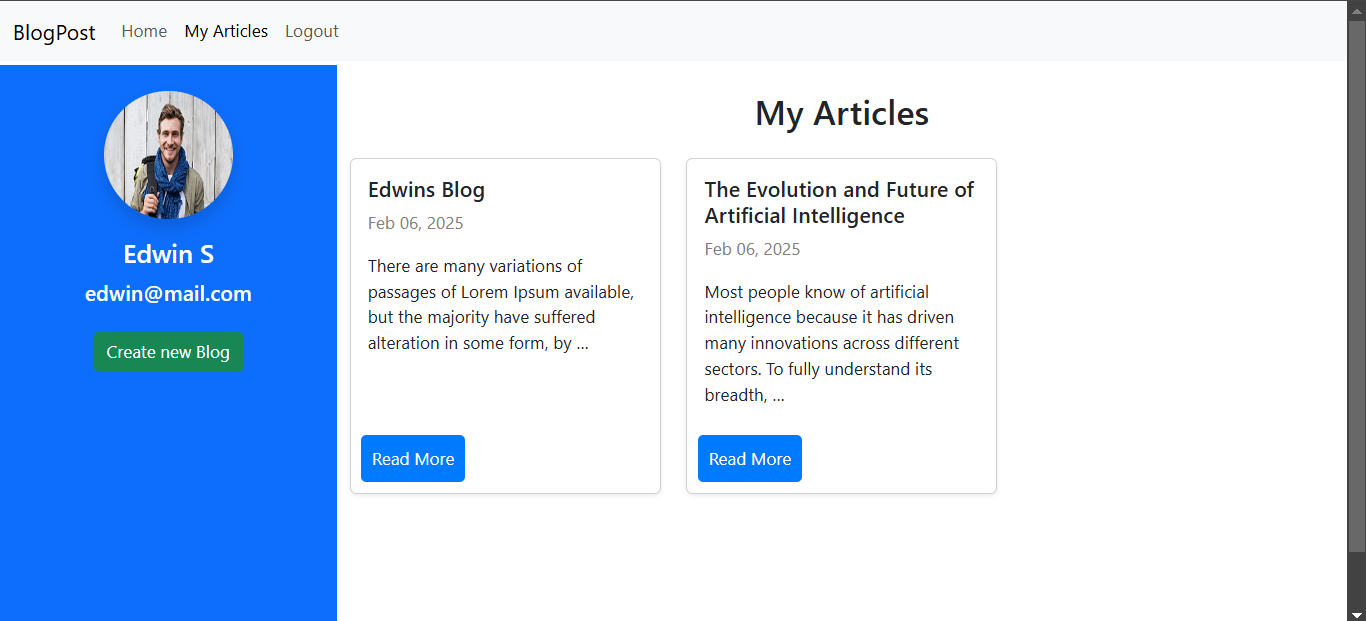 BlogPost Home My Articles Logout
Edwin S
edwin@mail.com
Create new Blog
My Articles
Edwins Blog
Feb 06, 2025
There are many variations of
passages of Lorem Ipsum available,
but the majority have suffered
alteration in some form, by ...
Read More
The Evolution and Future of
Artificial Intelligence
Feb 06, 2025
Most people know of artificial
intelligence because it has driven
many innovations across different
sectors. To fully understand its
breadth, ...
Read More